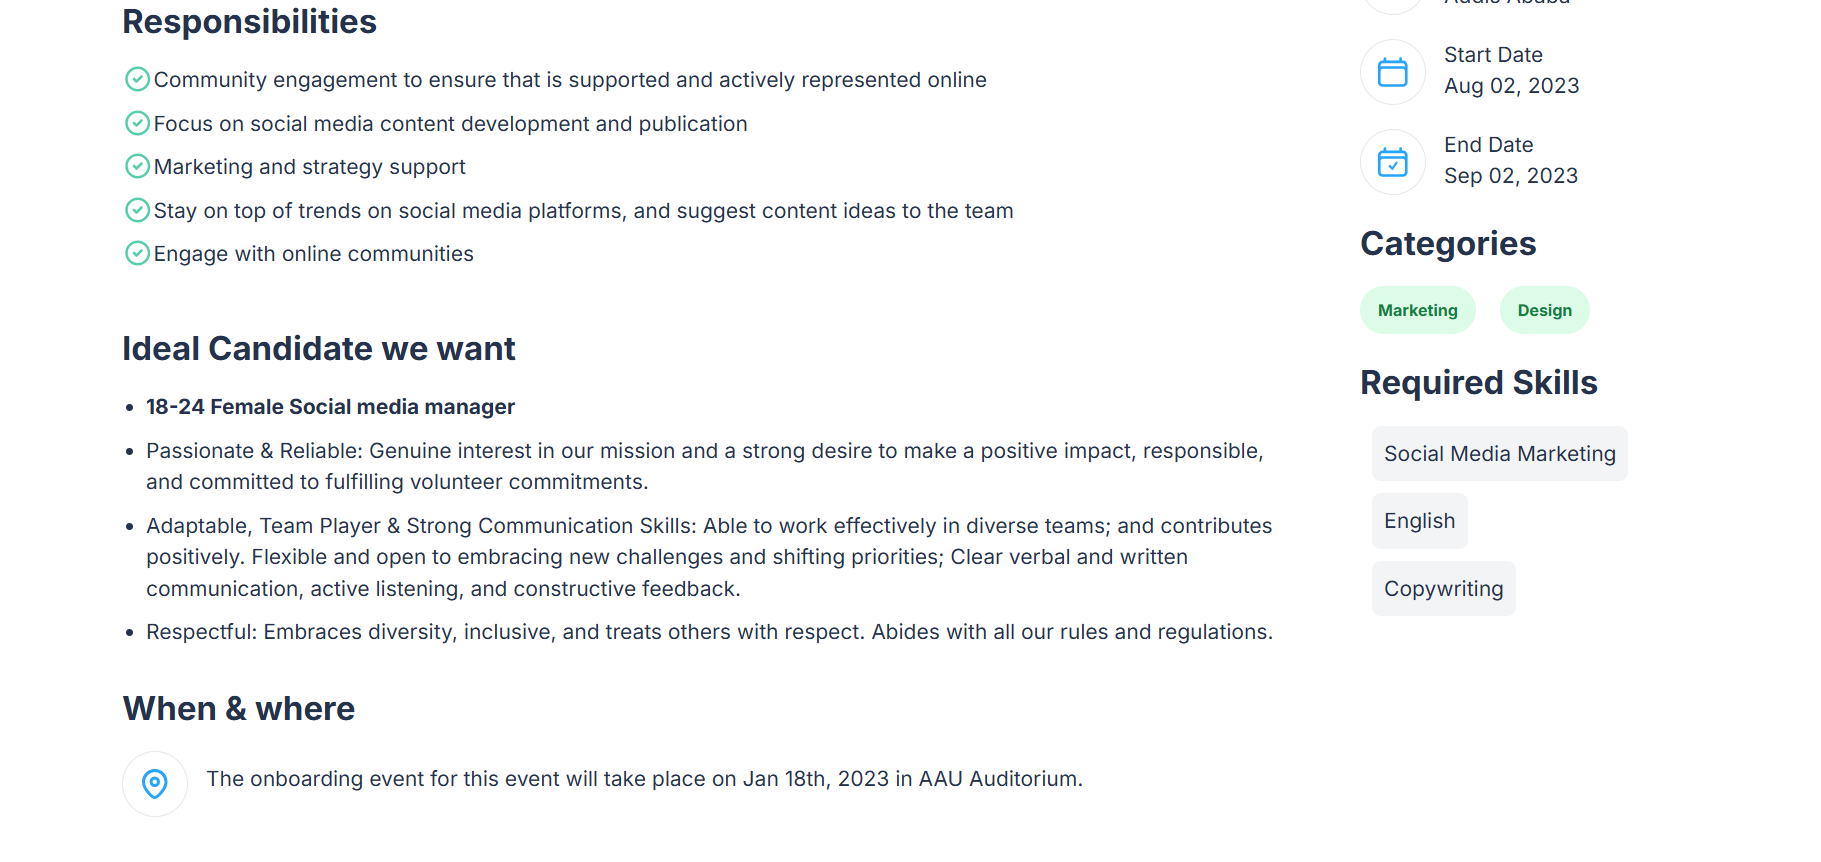 Responsibilities
Community engagement to ensure that is supported and actively represented online
Focus on social media content development and publication
Marketing and strategy support
Stay on top of trends on social media platforms, and suggest content ideas to the team
Engage with online communities
Ideal Candidate we want
18-24 Female Social media manager
Passionate & Reliable: Genuine interest in our mission and a strong desire to make a positive impact, responsible,
and committed to fulfilling volunteer commitments.
Adaptable, Team Player & Strong Communication Skills: Able to work effectively in diverse teams; and contributes
positively. Flexible and open to embracing new challenges and shifting priorities; Clear verbal and written
communication, active listening, and constructive feedback.
Respectful: Embraces diversity, inclusive, and treats others with respect. Abides with all our rules and regulations.
When & where
The onboarding event for this event will take place on Jan 18th, 2023 in AAU Auditorium.
Addis Ababa
Start Date
Aug 02, 2023
End Date
Sep 02, 2023
Categories
Marketing
Design
Required Skills
Social Media Marketing
English
Copywriting